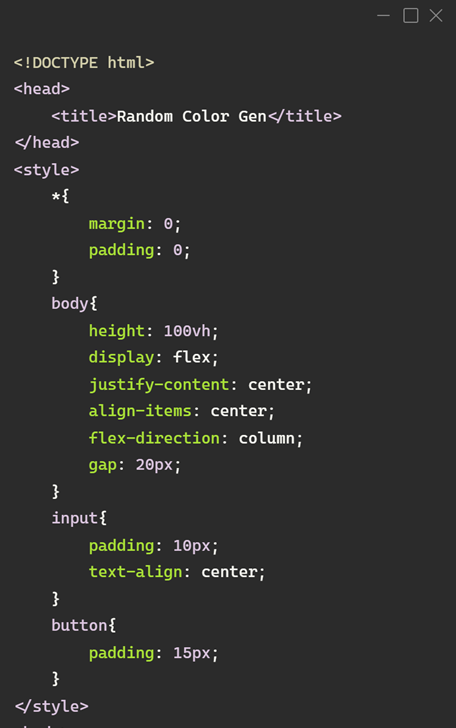 <!DOCTYPE html>
<head>
    <title>Random Color Gen</title>
</head>
<style>
    *{
        margin: 0;
        padding: 0;
    }
    body{
        height: 100vh;
        display: flex;
        justify-content: center;
        align-items: center;
        flex-direction: column;
        gap: 20px;
    }
    input{
        padding: 10px;
        text-align: center;
    }
    button{
        padding: 15px;
    }
</style>